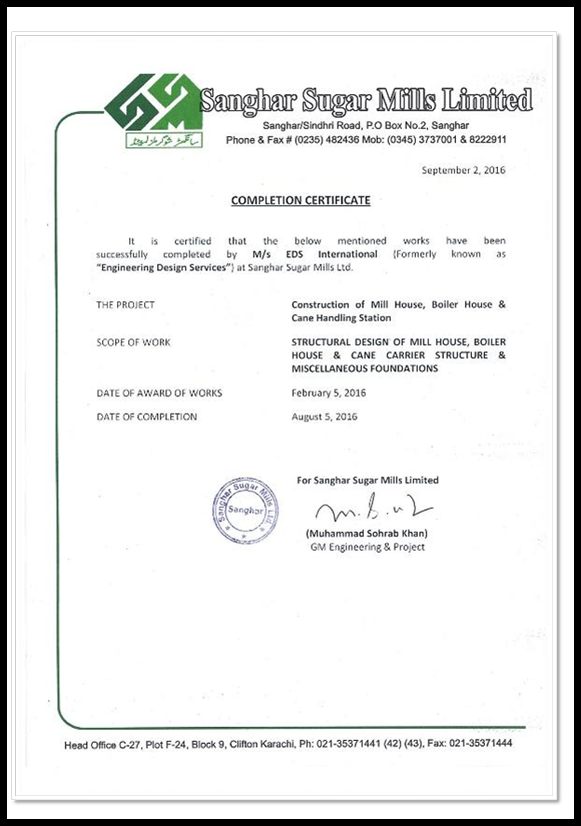 Sanghar Sugar Mills Limited
سانگھڑ شوگر ملز لمیٹڈ
Sanghar/Sindhri Road, P.O Box No.2, Sanghar
Phone & Fax # (0235) 482436 Mob: (0345) 3737001 & 8222911
September 2, 2016
COMPLETION CERTIFICATE
It is certified that the below mentioned works have been
successfully completed by M/s EDS International (Formerly known as
"Engineering Design Services") at Sanghar Sugar Mills Ltd.
THE PROJECT Construction of Mill House, Boiler House &
Cane Handling Station
SCOPE OF WORK STRUCTURAL DESIGN OF MILL HOUSE, BOILER
HOUSE & CANE CARRIER STRUCTURE &
MISCELLANEOUS FOUNDATIONS
DATE OF AWARD OF WORKS February 5, 2016
DATE OF COMPLETION August 5, 2016
For Sanghar Sugar Mills Limited
Sanghar Sugar Mills Ltd.
Sanghar
(Muhammad Sohrab Khan)
GM Engineering & Project
Head Office C-27, Plot F-24, Block 9, Clifton Karachi, Ph: 021-35371441 (42) (43), Fax: 021-35371444